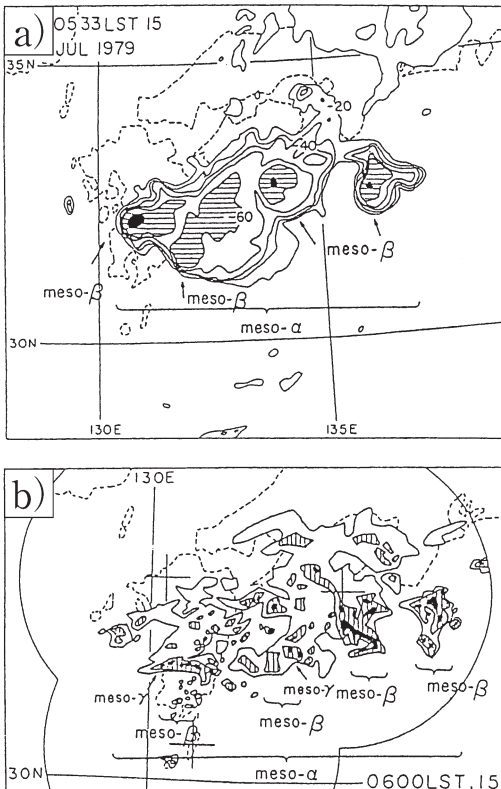 a)
0533LST 15
JUL 1979
35N
20
40
60
meso-β
meso-β
meso-β
meso-β
meso-α
30N
130E
135E
b)
130E
meso-γ
meso-γ
meso-β
meso-β
meso-β
meso-β
meso-α
30N
0600LST,15